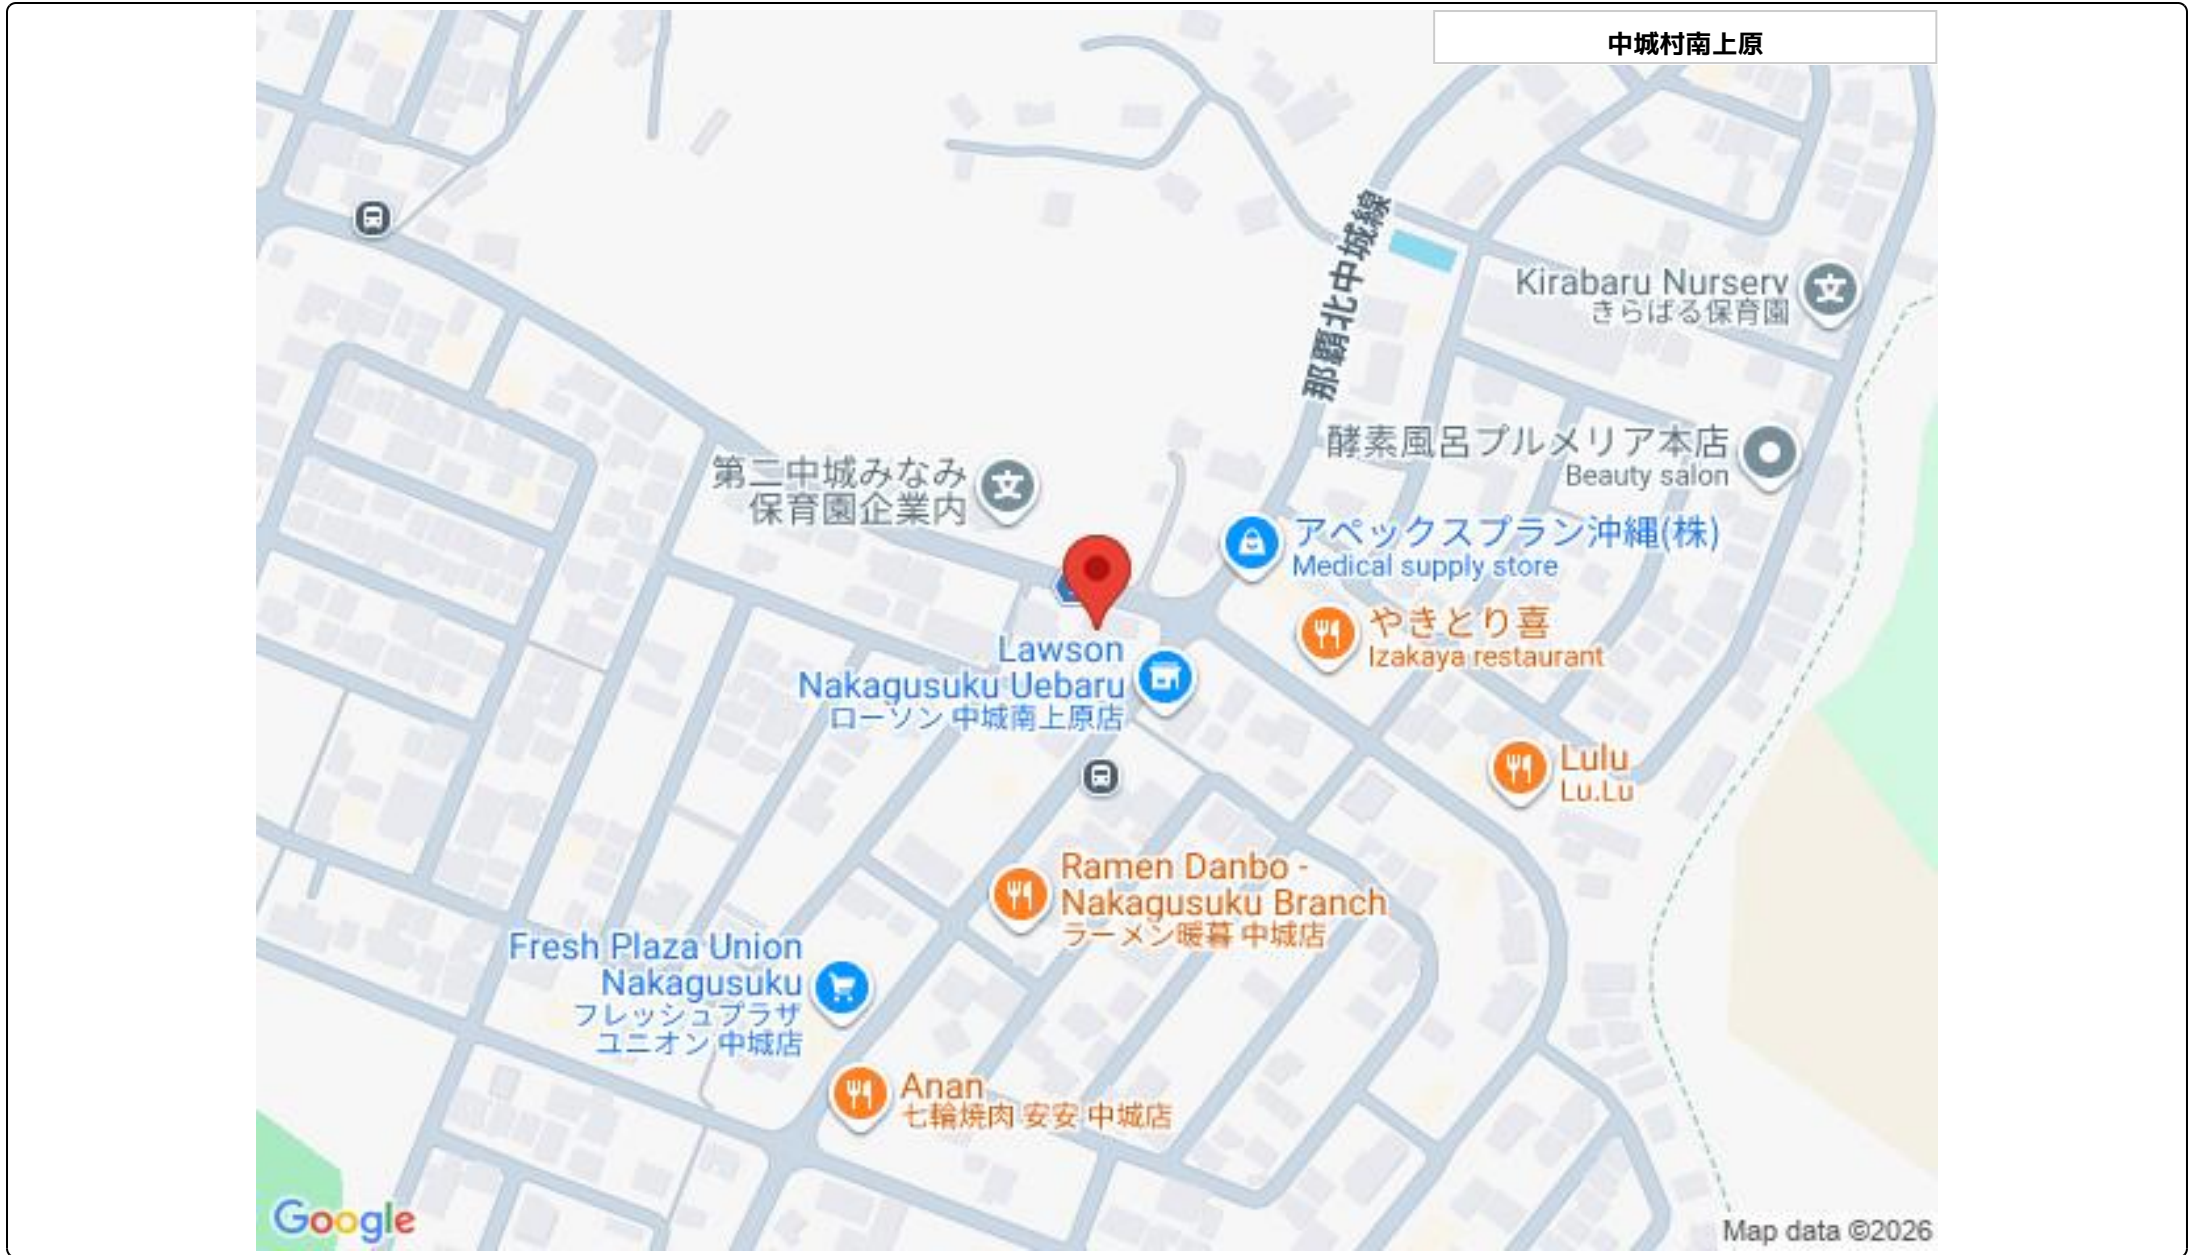 中城村南上原
那覇北中城線
Kirabaru Nurserv
きらばる保育園
酵素風呂プルメリア本店
Beauty salon
第二中城みなみ
保育園企業内
アペックスプラン沖縄(株)
Medical supply store
やきとり喜
Izakaya restaurant
Lawson
Nakagusuku Uebaru
ローソン 中城南上原店
Lulu
Lu.Lu
Ramen Danbo -
Nakagusuku Branch
ラーメン暖暮 中城店
Fresh Plaza Union
Nakagusuku
フレッシュプラザ
ユニオン 中城店
Anan
七輪焼肉 安安 中城店
Google
Map data ©2026